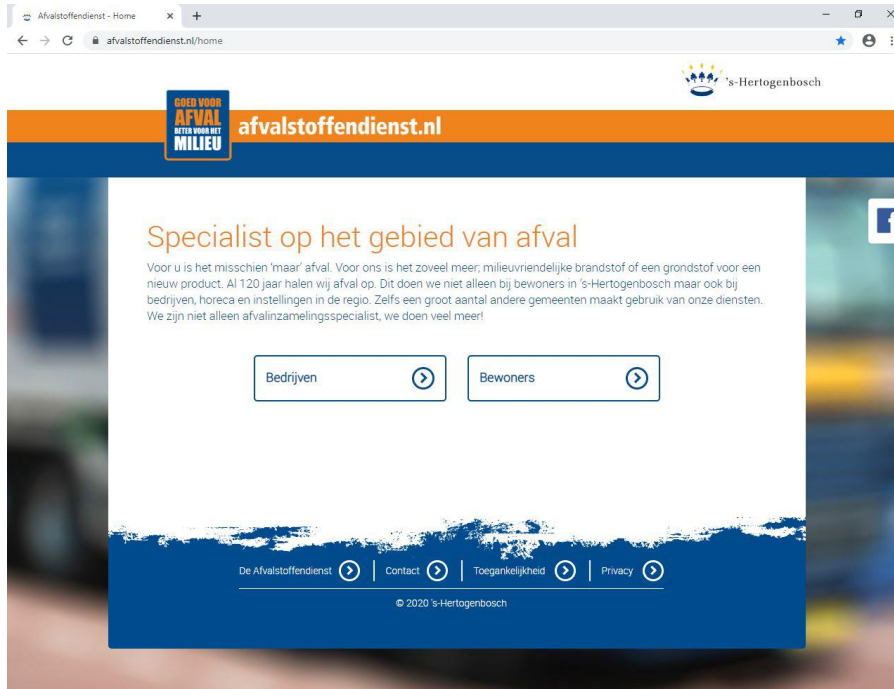 Afvalstoffendienst - Home
afvalstoffendienst.nl/home
's-Hertogenbosch
GOED VOOR
AFVAL
BETER VOOR HET
MILIEU
afvalstoffendienst.nl
Specialist op het gebied van afval
Voor u is het misschien 'maar' afval. Voor ons is het zoveel meer; milieuvriendelijke brandstof of een grondstof voor een
nieuw product. Al 120 jaar halen wij afval op. Dit doen we niet alleen bij bewoners in 's-Hertogenbosch maar ook bij
bedrijven, horeca en instellingen in de regio. Zelfs een groot aantal andere gemeenten maakt gebruik van onze diensten.
We zijn niet alleen afvalinzamelingsspecialist, we doen veel meer!
Bedrijven
Bewoners
De Afvalstoffendienst
Contact
Toegankelijkheid
Privacy
© 2020 's-Hertogenbosch